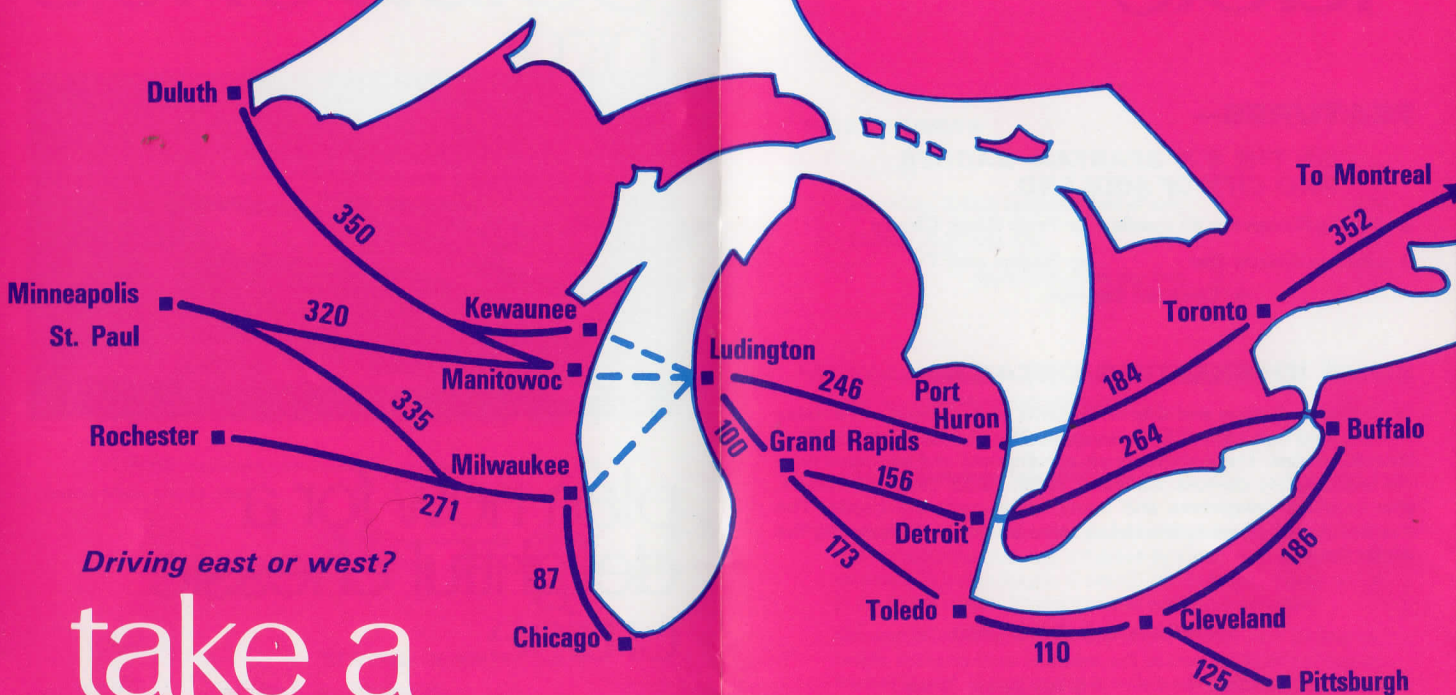 Duluth
To Montreal
350
352
Minneapolis
St. Paul
320
Kewaunee
Toronto
Ludington
Manitowoc
246
Port
Huron
184
335
100
Rochester
Grand Rapids
264
Buffalo
Milwaukee
156
271
Detroit
173
186
Driving east or west?
87
Toledo
Cleveland
Chicago
110
125
Pittsburgh
take a